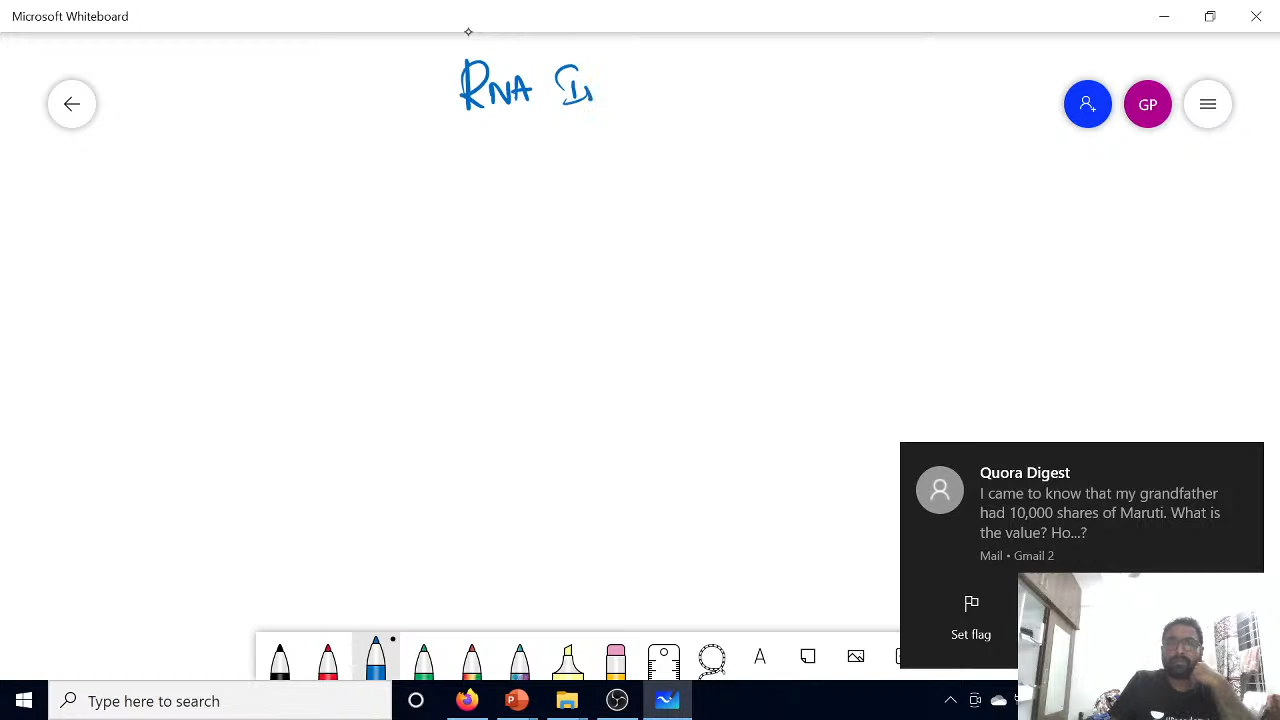 Microsoft Whiteboard
RNA
GP
Quora Digest
I came to know that my grandfather
had 10,000 shares of Maruti. What is
the value? Ho...?
Mail • Gmail 2
Set flag
A
Type here to search